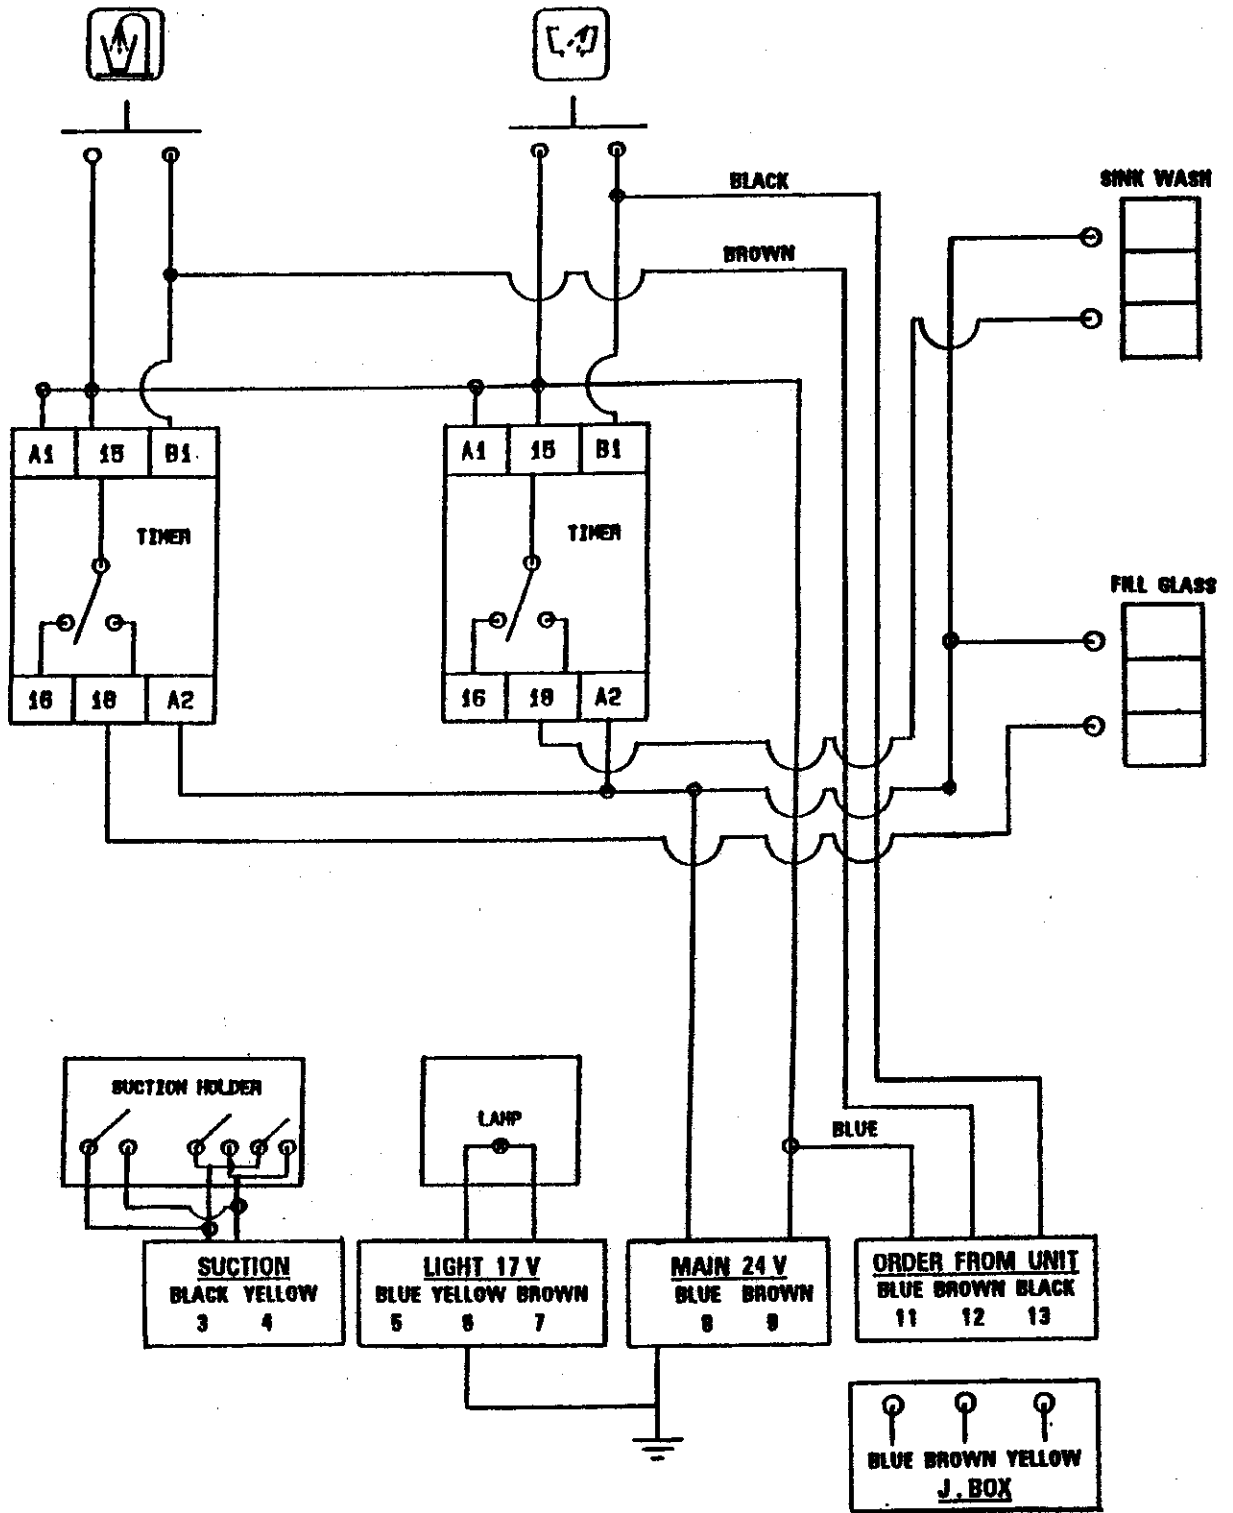 BLACK
SINK WASH
BROWN
A1 15 B1
A1 15 B1
TIMER
TIMER
FILL GLASS
16 18 A2
16 18 A2
SUCTION HOLDER
LAMP
BLUE
SUCTION
BLACK YELLOW
3 4
LIGHT 17 V
BLUE YELLOW BROWN
5 6 7
MAIN 24 V
BLUE BROWN
8 9
ORDER FROM UNIT
BLUE BROWN BLACK
11 12 13
BLUE BROWN YELLOW
J. BOX